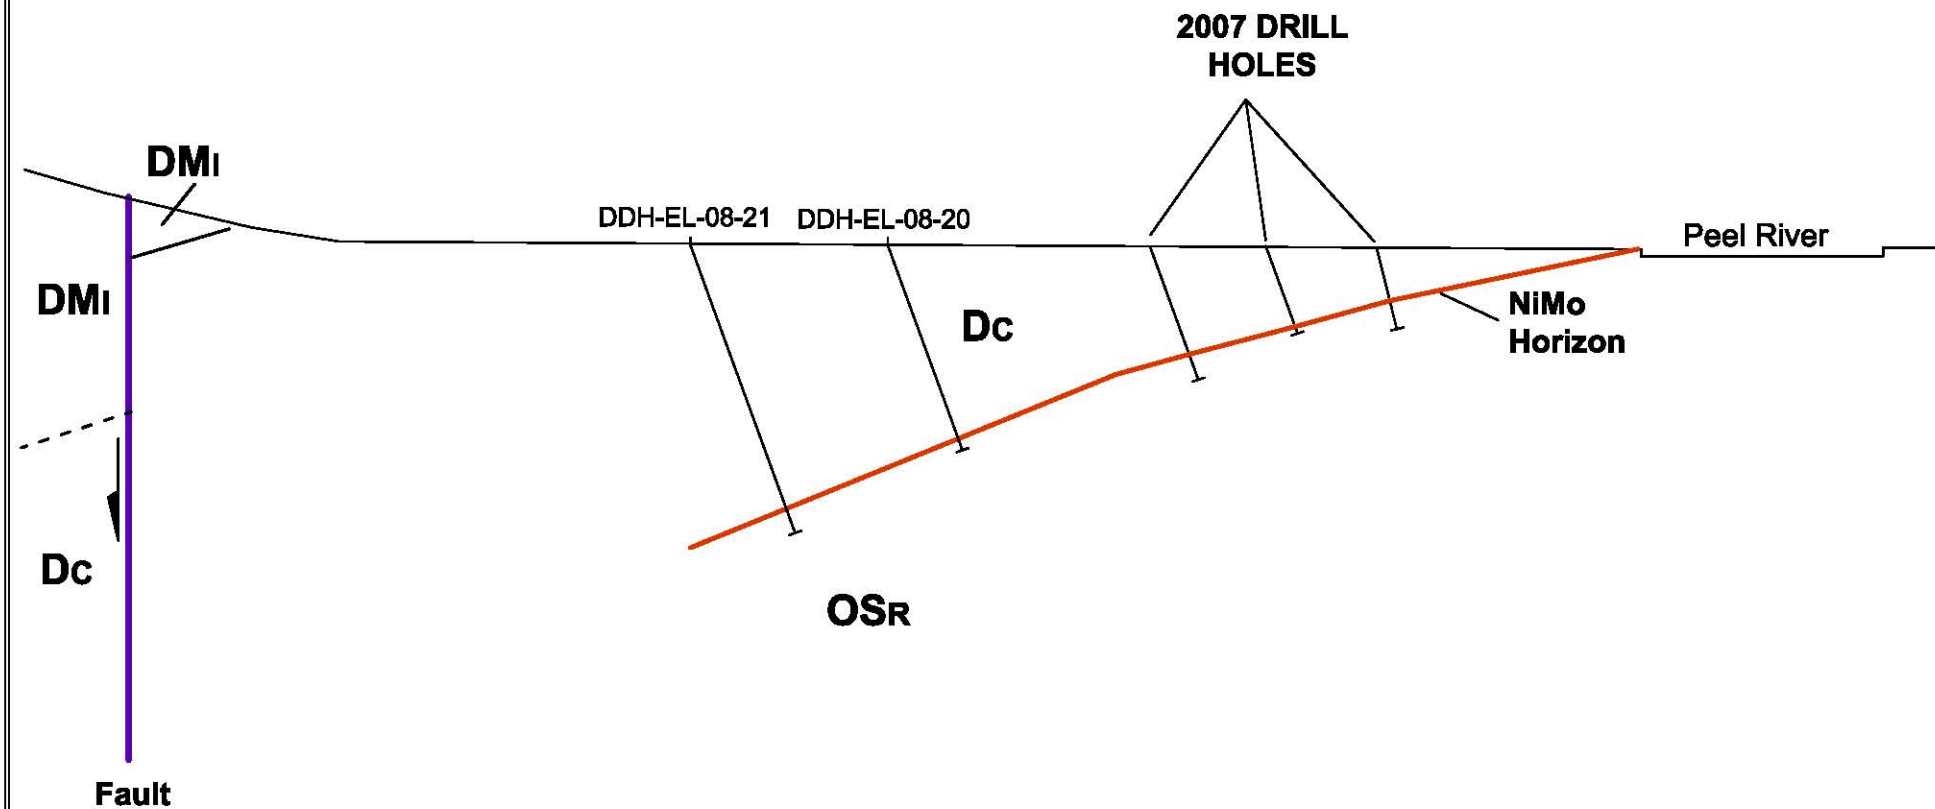 2007 DRILL
HOLES
DMI
DDH-EL-08-21
DDH-EL-08-20
Peel River
DMI
DC
NiMo
Horizon
DC
OSR
Fault